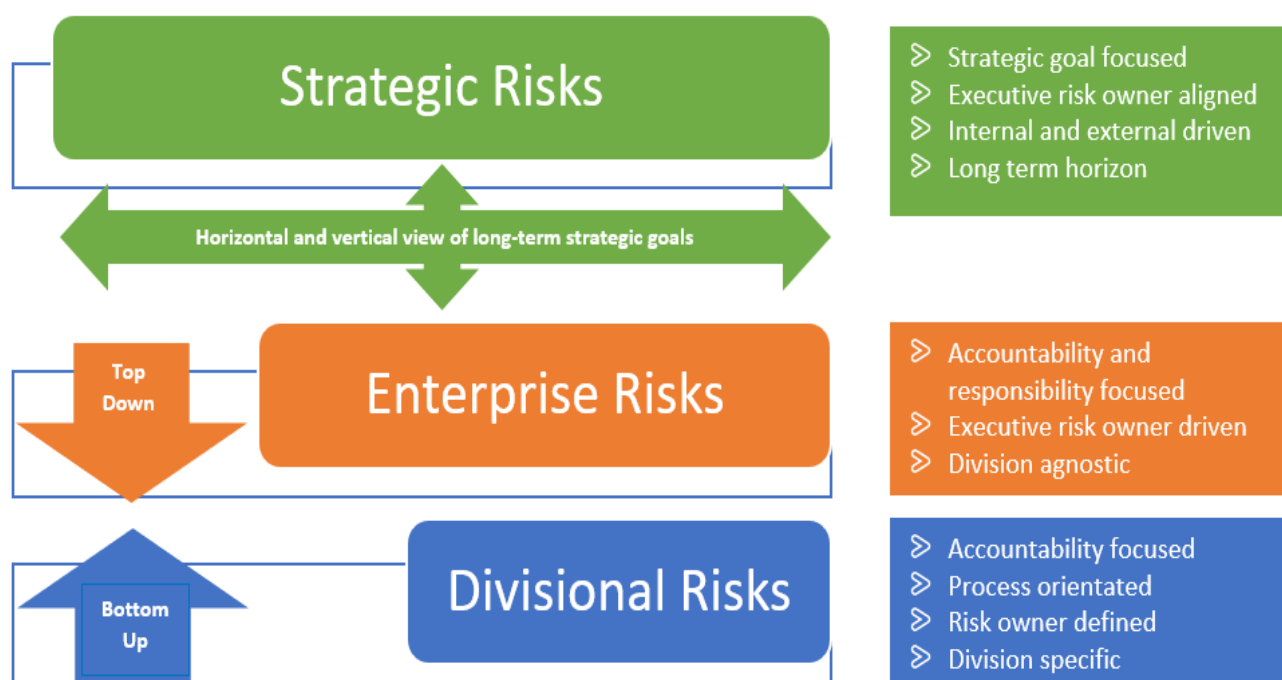 Strategic Risks
Strategic goal focused
Executive risk owner aligned
Internal and external driven
Long term horizon
Horizontal and vertical view of long-term strategic goals
Top
Down
Enterprise Risks
Accountability and
responsibility focused
Executive risk owner driven
Division agnostic
Bottom
Up
Divisional Risks
Accountability focused
Process orientated
Risk owner defined
Division specific